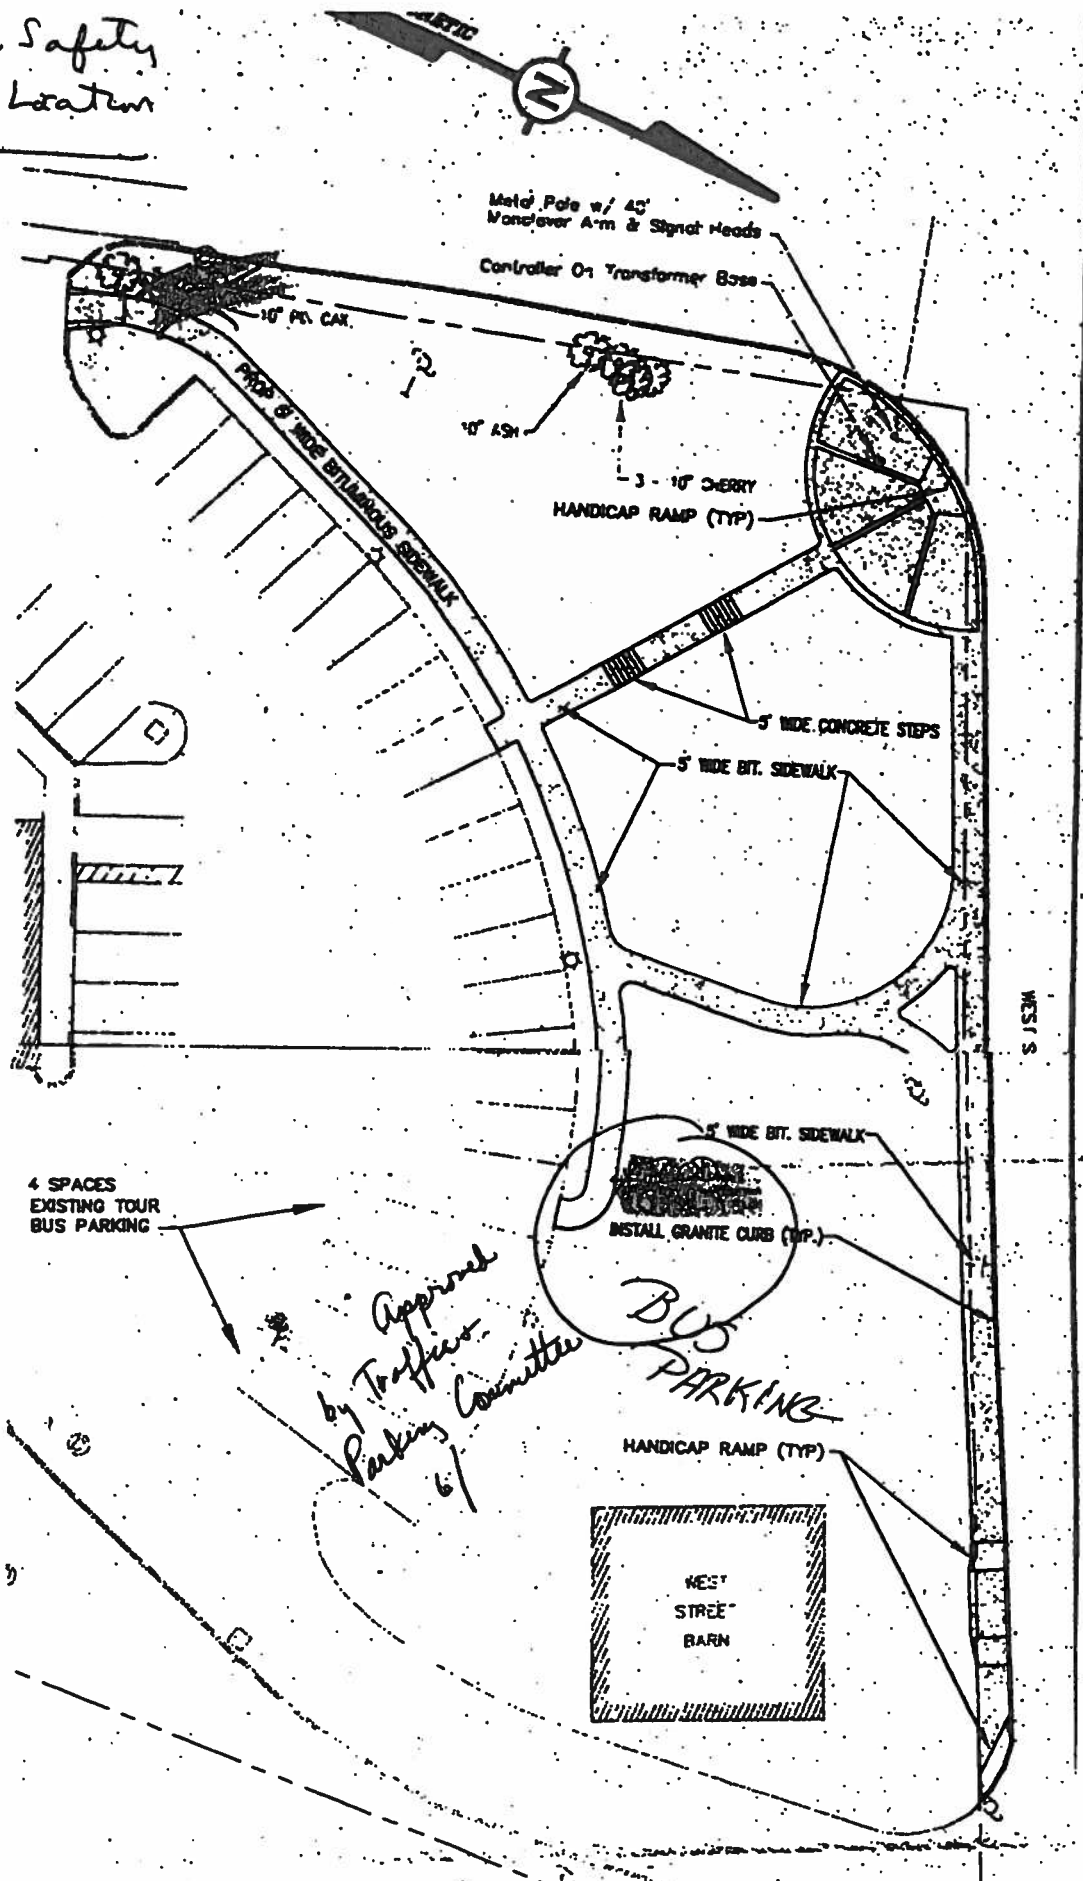 Safety
Location
N
Metal Pole w/ 40'
Monolever Arm & Signal Heads
Controller On Transformer Base
10" PIN OAK
PROP 6' WIDE BITUMINOUS SIDEWALK
10" ASH
3 - 10" CHERRY
HANDICAP RAMP (TYP)
5' WIDE CONCRETE STEPS
5' WIDE BIT. SIDEWALK
WEST S
5' WIDE BIT. SIDEWALK
4 SPACES
EXISTING TOUR
BUS PARKING
INSTALL GRANITE CURB (TYP.)
BUS
PARKING
Approved
by Traffic &
Parking Committee
6/
HANDICAP RAMP (TYP)
WEST
STREET
BARN